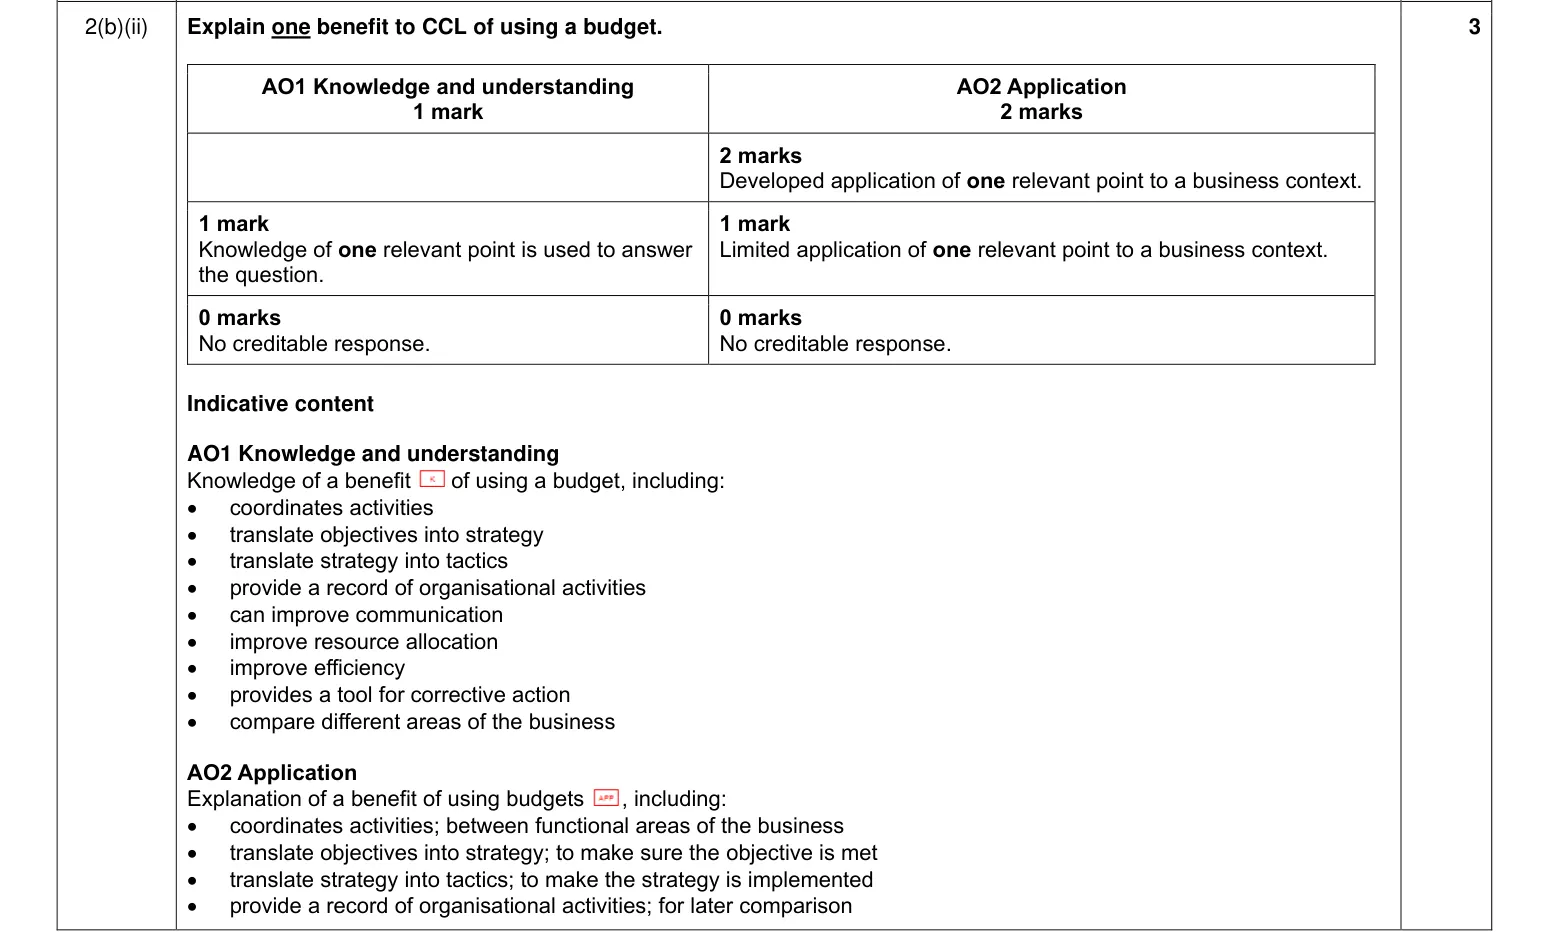 2(b)(ii)
Explain one benefit to CCL of using a budget.
3
AO1 Knowledge and understanding
1 mark
AO2 Application
2 marks
2 marks
Developed application of one relevant point to a business context.
1 mark
Knowledge of one relevant point is used to answer
the question.
1 mark
Limited application of one relevant point to a business context.
0 marks
No creditable response.
0 marks
No creditable response.
Indicative content
AO1 Knowledge and understanding
Knowledge of a benefit K of using a budget, including:
• coordinates activities
• translate objectives into strategy
• translate strategy into tactics
• provide a record of organisational activities
• can improve communication
• improve resource allocation
• improve efficiency
• provides a tool for corrective action
• compare different areas of the business
AO2 Application
Explanation of a benefit of using budgets APP, including:
• coordinates activities; between functional areas of the business
• translate objectives into strategy; to make sure the objective is met
• translate strategy into tactics; to make the strategy is implemented
• provide a record of organisational activities; for later comparison